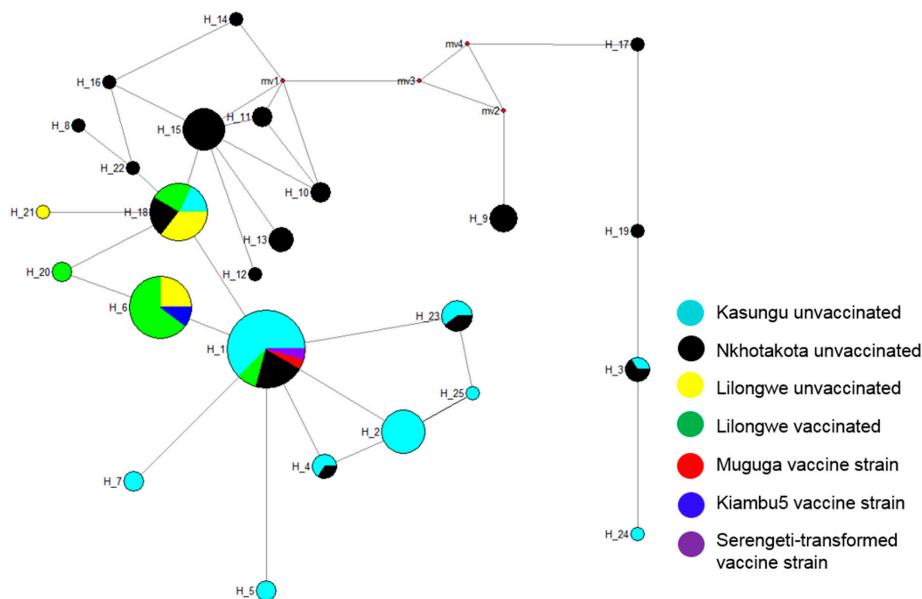 H_14
mv4
H_17
mv1
mv3
H_16
mv2
H_11
H_15
H_8
H_22
H_10
H_21
H_18
H_9
H_13
H_19
H_20
H_12
H_6
H_23
H_1
H_3
H_25
H_2
H_4
H_7
H_24
H_5
Kasungu unvaccinated
Nkhotakota unvaccinated
Lilongwe unvaccinated
Lilongwe vaccinated
Muguga vaccine strain
Kiambu5 vaccine strain
Serengeti-transformed
vaccine strain